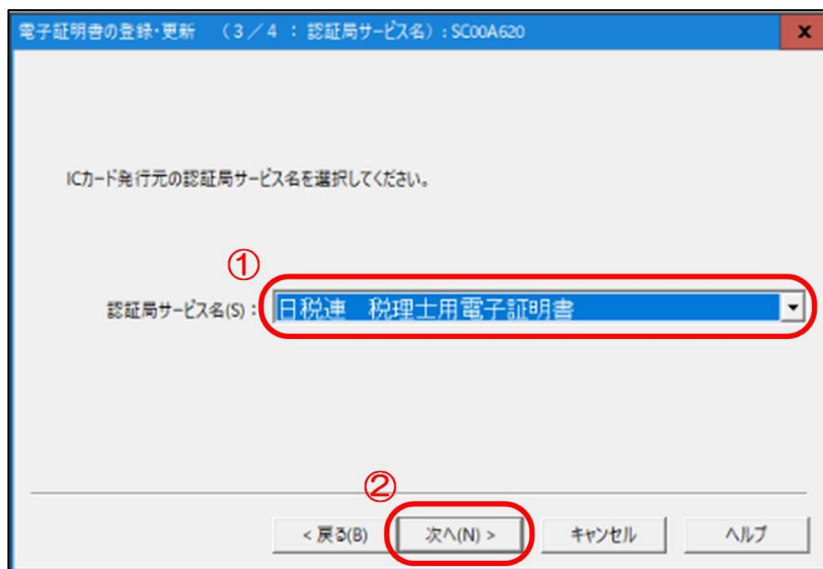 電子証明書の登録・更新　（3／4 ： 認証局サービス名）：SC00A620
ICカード発行元の認証局サービス名を選択してください。
①
認証局サービス名(S)： 日税連　税理士用電子証明書
②
< 戻る(B) 次へ(N) > キャンセル ヘルプ